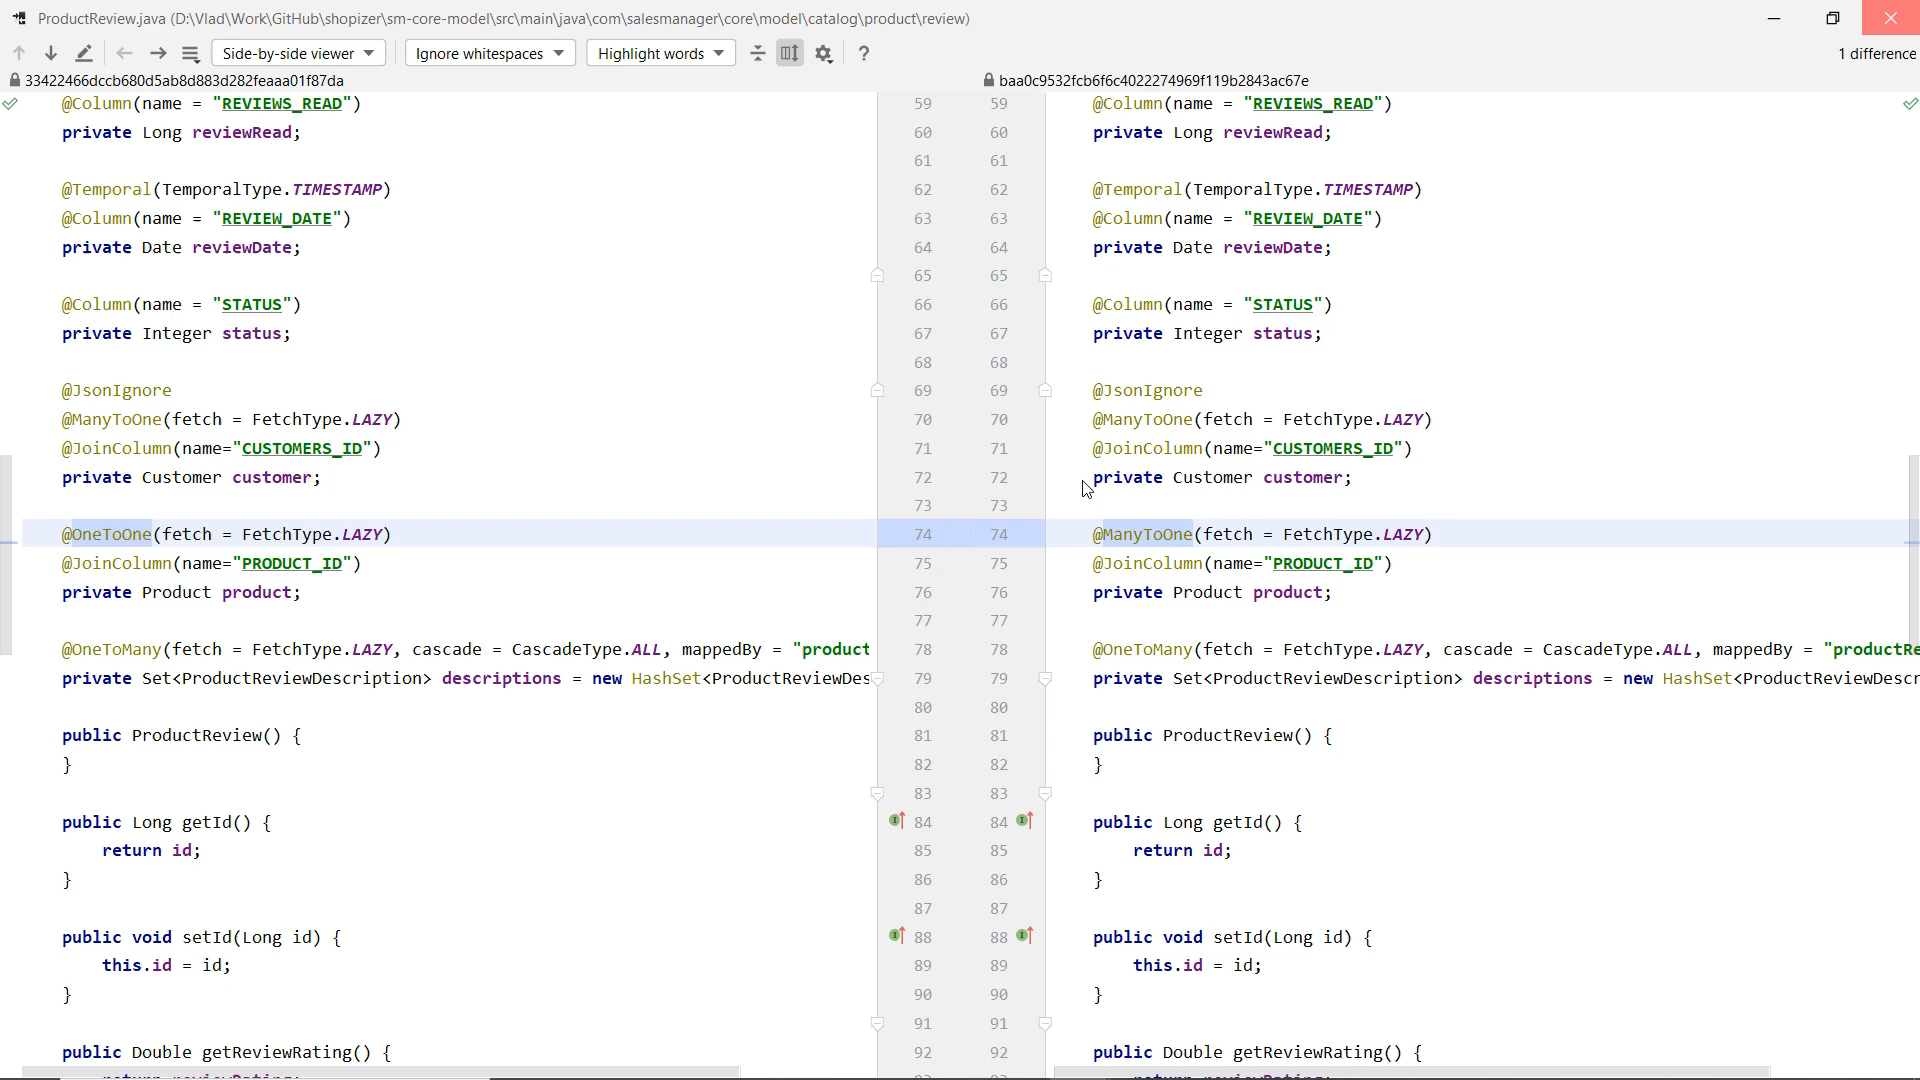 ProductReview.java (D:\Vlad\Work\GitHub\shopizer\sm-core-model\src\main\java\com\salesmanager\core\model\catalog\product\review)
Side-by-side viewer Ignore whitespaces Highlight words ? 1 difference
33422466dccb680d5ab8d883d282feaaa01f87da
baa0c9532fcb6f6c4022274969f119b2843ac67e
@Column(name = "REVIEWS_READ") 59 59 @Column(name = "REVIEWS_READ")
private Long reviewRead; 60 60 private Long reviewRead;
61 61
@Temporal(TemporalType.TIMESTAMP) 62 62 @Temporal(TemporalType.TIMESTAMP)
@Column(name = "REVIEW_DATE") 63 63 @Column(name = "REVIEW_DATE")
private Date reviewDate; 64 64 private Date reviewDate;
65 65
@Column(name = "STATUS") 66 66 @Column(name = "STATUS")
private Integer status; 67 67 private Integer status;
68 68
@JsonIgnore 69 69 @JsonIgnore
@ManyToOne(fetch = FetchType.LAZY) 70 70 @ManyToOne(fetch = FetchType.LAZY)
@JoinColumn(name="CUSTOMERS_ID") 71 71 @JoinColumn(name="CUSTOMERS_ID")
private Customer customer; 72 72 private Customer customer;
73 73
@OneToOne(fetch = FetchType.LAZY) 74 74 @ManyToOne(fetch = FetchType.LAZY)
@JoinColumn(name="PRODUCT_ID") 75 75 @JoinColumn(name="PRODUCT_ID")
private Product product; 76 76 private Product product;
77 77
@OneToMany(fetch = FetchType.LAZY, cascade = CascadeType.ALL, mappedBy = "product 78 78 @OneToMany(fetch = FetchType.LAZY, cascade = CascadeType.ALL, mappedBy = "productRe
private Set<ProductReviewDescription> descriptions = new HashSet<ProductReviewDes 79 79 private Set<ProductReviewDescription> descriptions = new HashSet<ProductReviewDescr
80 80
public ProductReview() { 81 81 public ProductReview() {
} 82 82 }
83 83
public Long getId() { 84 84 public Long getId() {
return id; 85 85 return id;
} 86 86 }
87 87
public void setId(Long id) { 88 88 public void setId(Long id) {
this.id = id; 89 89 this.id = id;
} 90 90 }
91 91
public Double getReviewRating() { 92 92 public Double getReviewRating() {